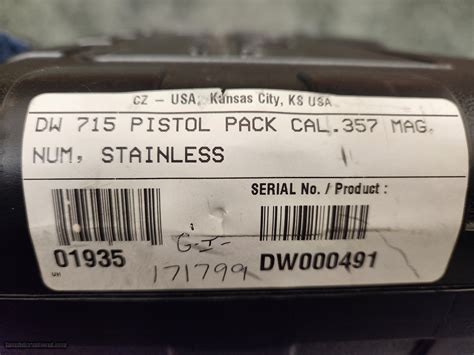 CZ - USA, Kansas City, KS USA
DW 715 PISTOL PACK CAL.357 MAG
NUM, STAINLESS
SERIAL No. / Product :
01935
G-I-
171799
DW000491